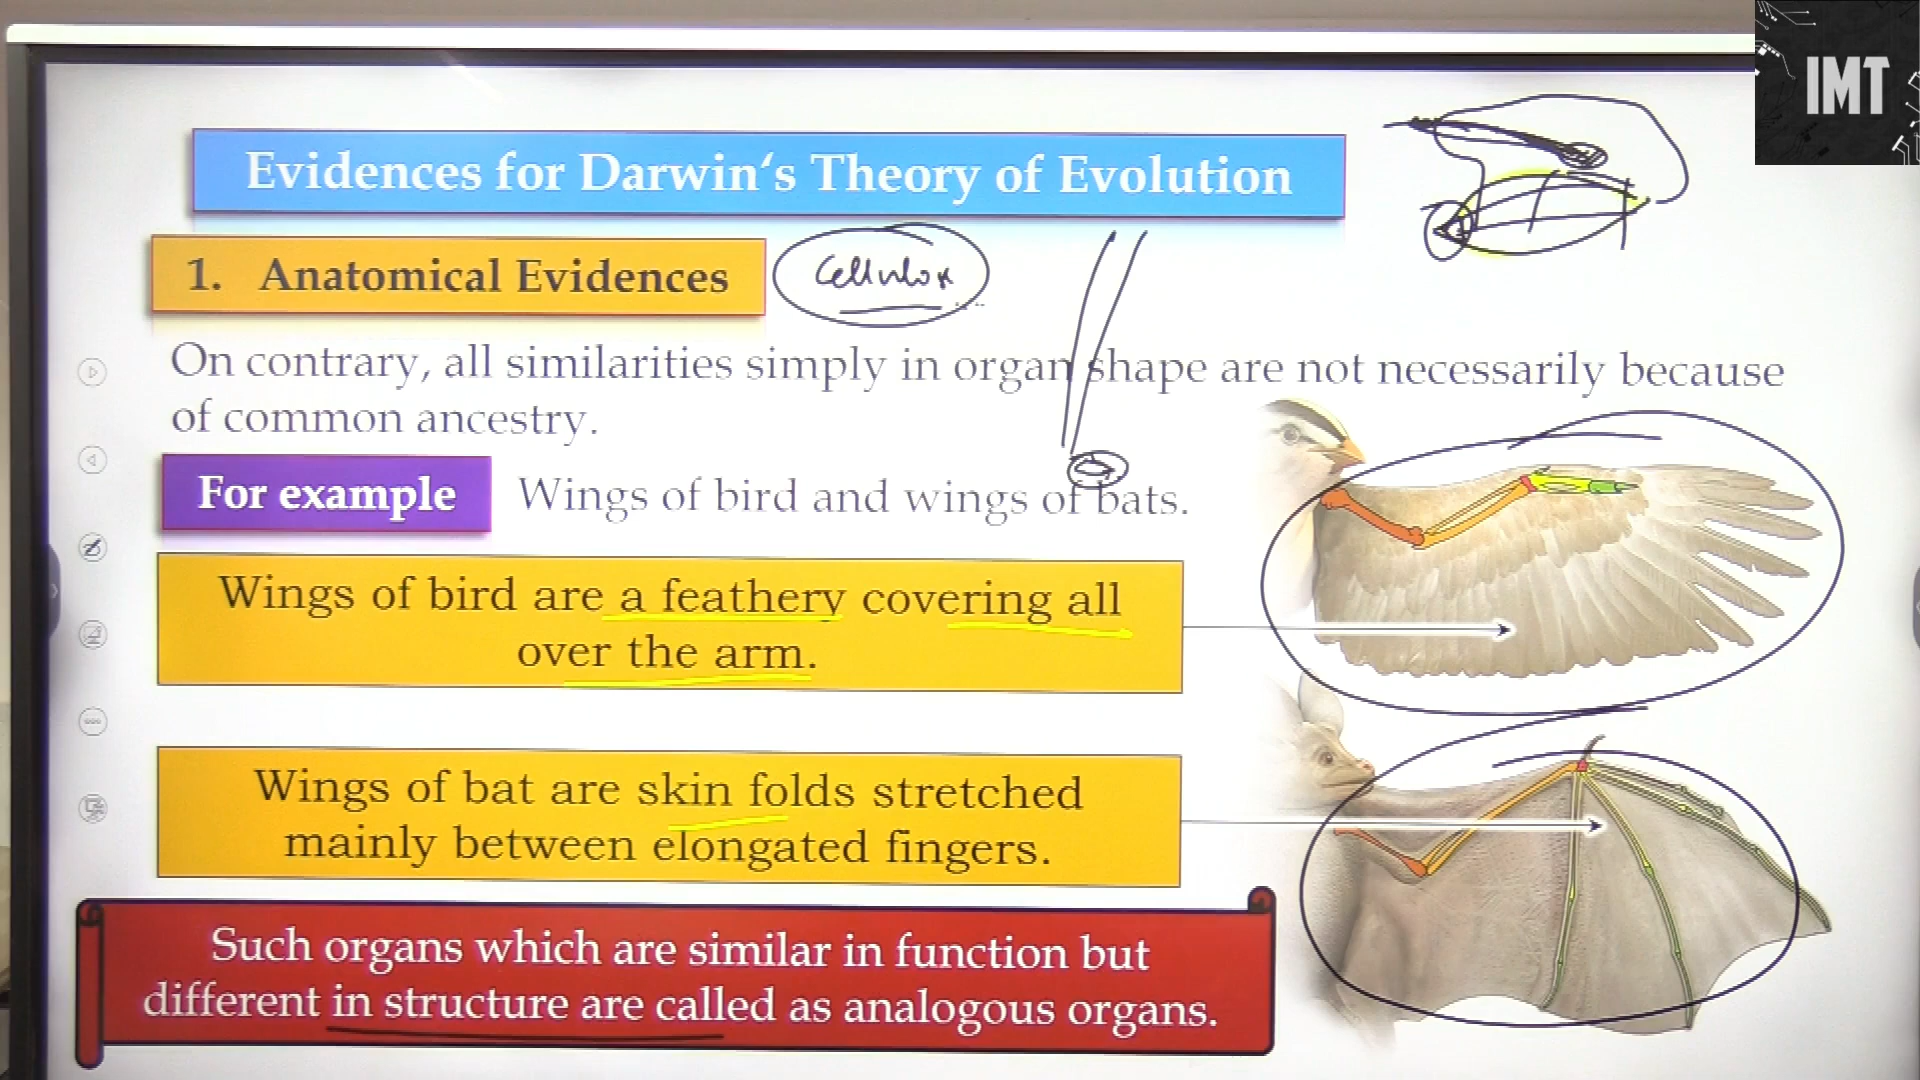 IMT
Evidences for Darwin‘s Theory of Evolution
1. Anatomical Evidences
On contrary, all similarities simply in organ shape are not necessarily because
of common ancestry.
For example
Wings of bird and wings of bats.
Wings of bird are a feathery covering all
over the arm.
Wings of bat are skin folds stretched
mainly between elongated fingers.
Such organs which are similar in function but
different in structure are called as analogous organs.